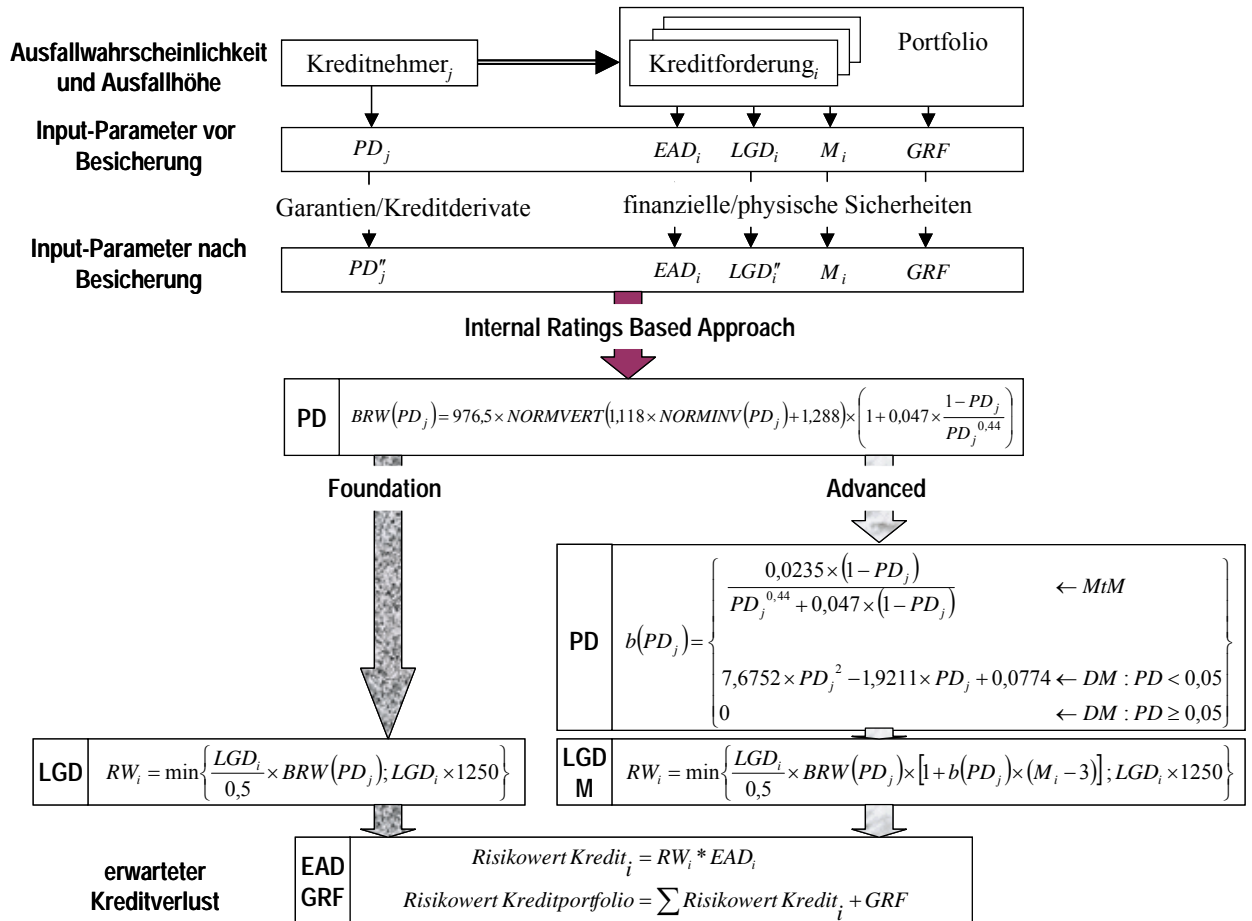 Ausfallwahrscheinlichkeit
und Ausfallhöhe
Kreditnehmer_j
Kreditforderung_i
Portfolio
Input-Parameter vor
Besicherung
PD_j EAD_i LGD_i M_i GRF
Garantien/Kreditderivate
finanzielle/physische Sicherheiten
Input-Parameter nach
Besicherung
PD''_j EAD_i LGD''_i M_i GRF
Internal Ratings Based Approach
PD
BRW(PD_j) = 976,5 × NORMVERT(1,118 × NORMINV(PD_j) + 1,288) × (1 + 0,047 × (1 − PD_j) / PD_j^0,44)
Foundation
Advanced
PD
b(PD_j) = {
0,0235 × (1 − PD_j) / (PD_j^0,44 + 0,047 × (1 − PD_j)) ← MtM
7,6752 × PD_j^2 − 1,9211 × PD_j + 0,0774 ← DM : PD < 0,05
0 ← DM : PD ≥ 0,05
}
LGD
RW_i = min{LGD_i / 0,5 × BRW(PD_j); LGD_i × 1250}
LGD
M
RW_i = min{LGD_i / 0,5 × BRW(PD_j) × [1 + b(PD_j) × (M_i − 3)]; LGD_i × 1250}
erwarteter
Kreditverlust
EAD
GRF
Risikowert Kredit_i = RW_i * EAD_i
Risikowert Kreditportfolio = ∑ Risikowert Kredit_i + GRF